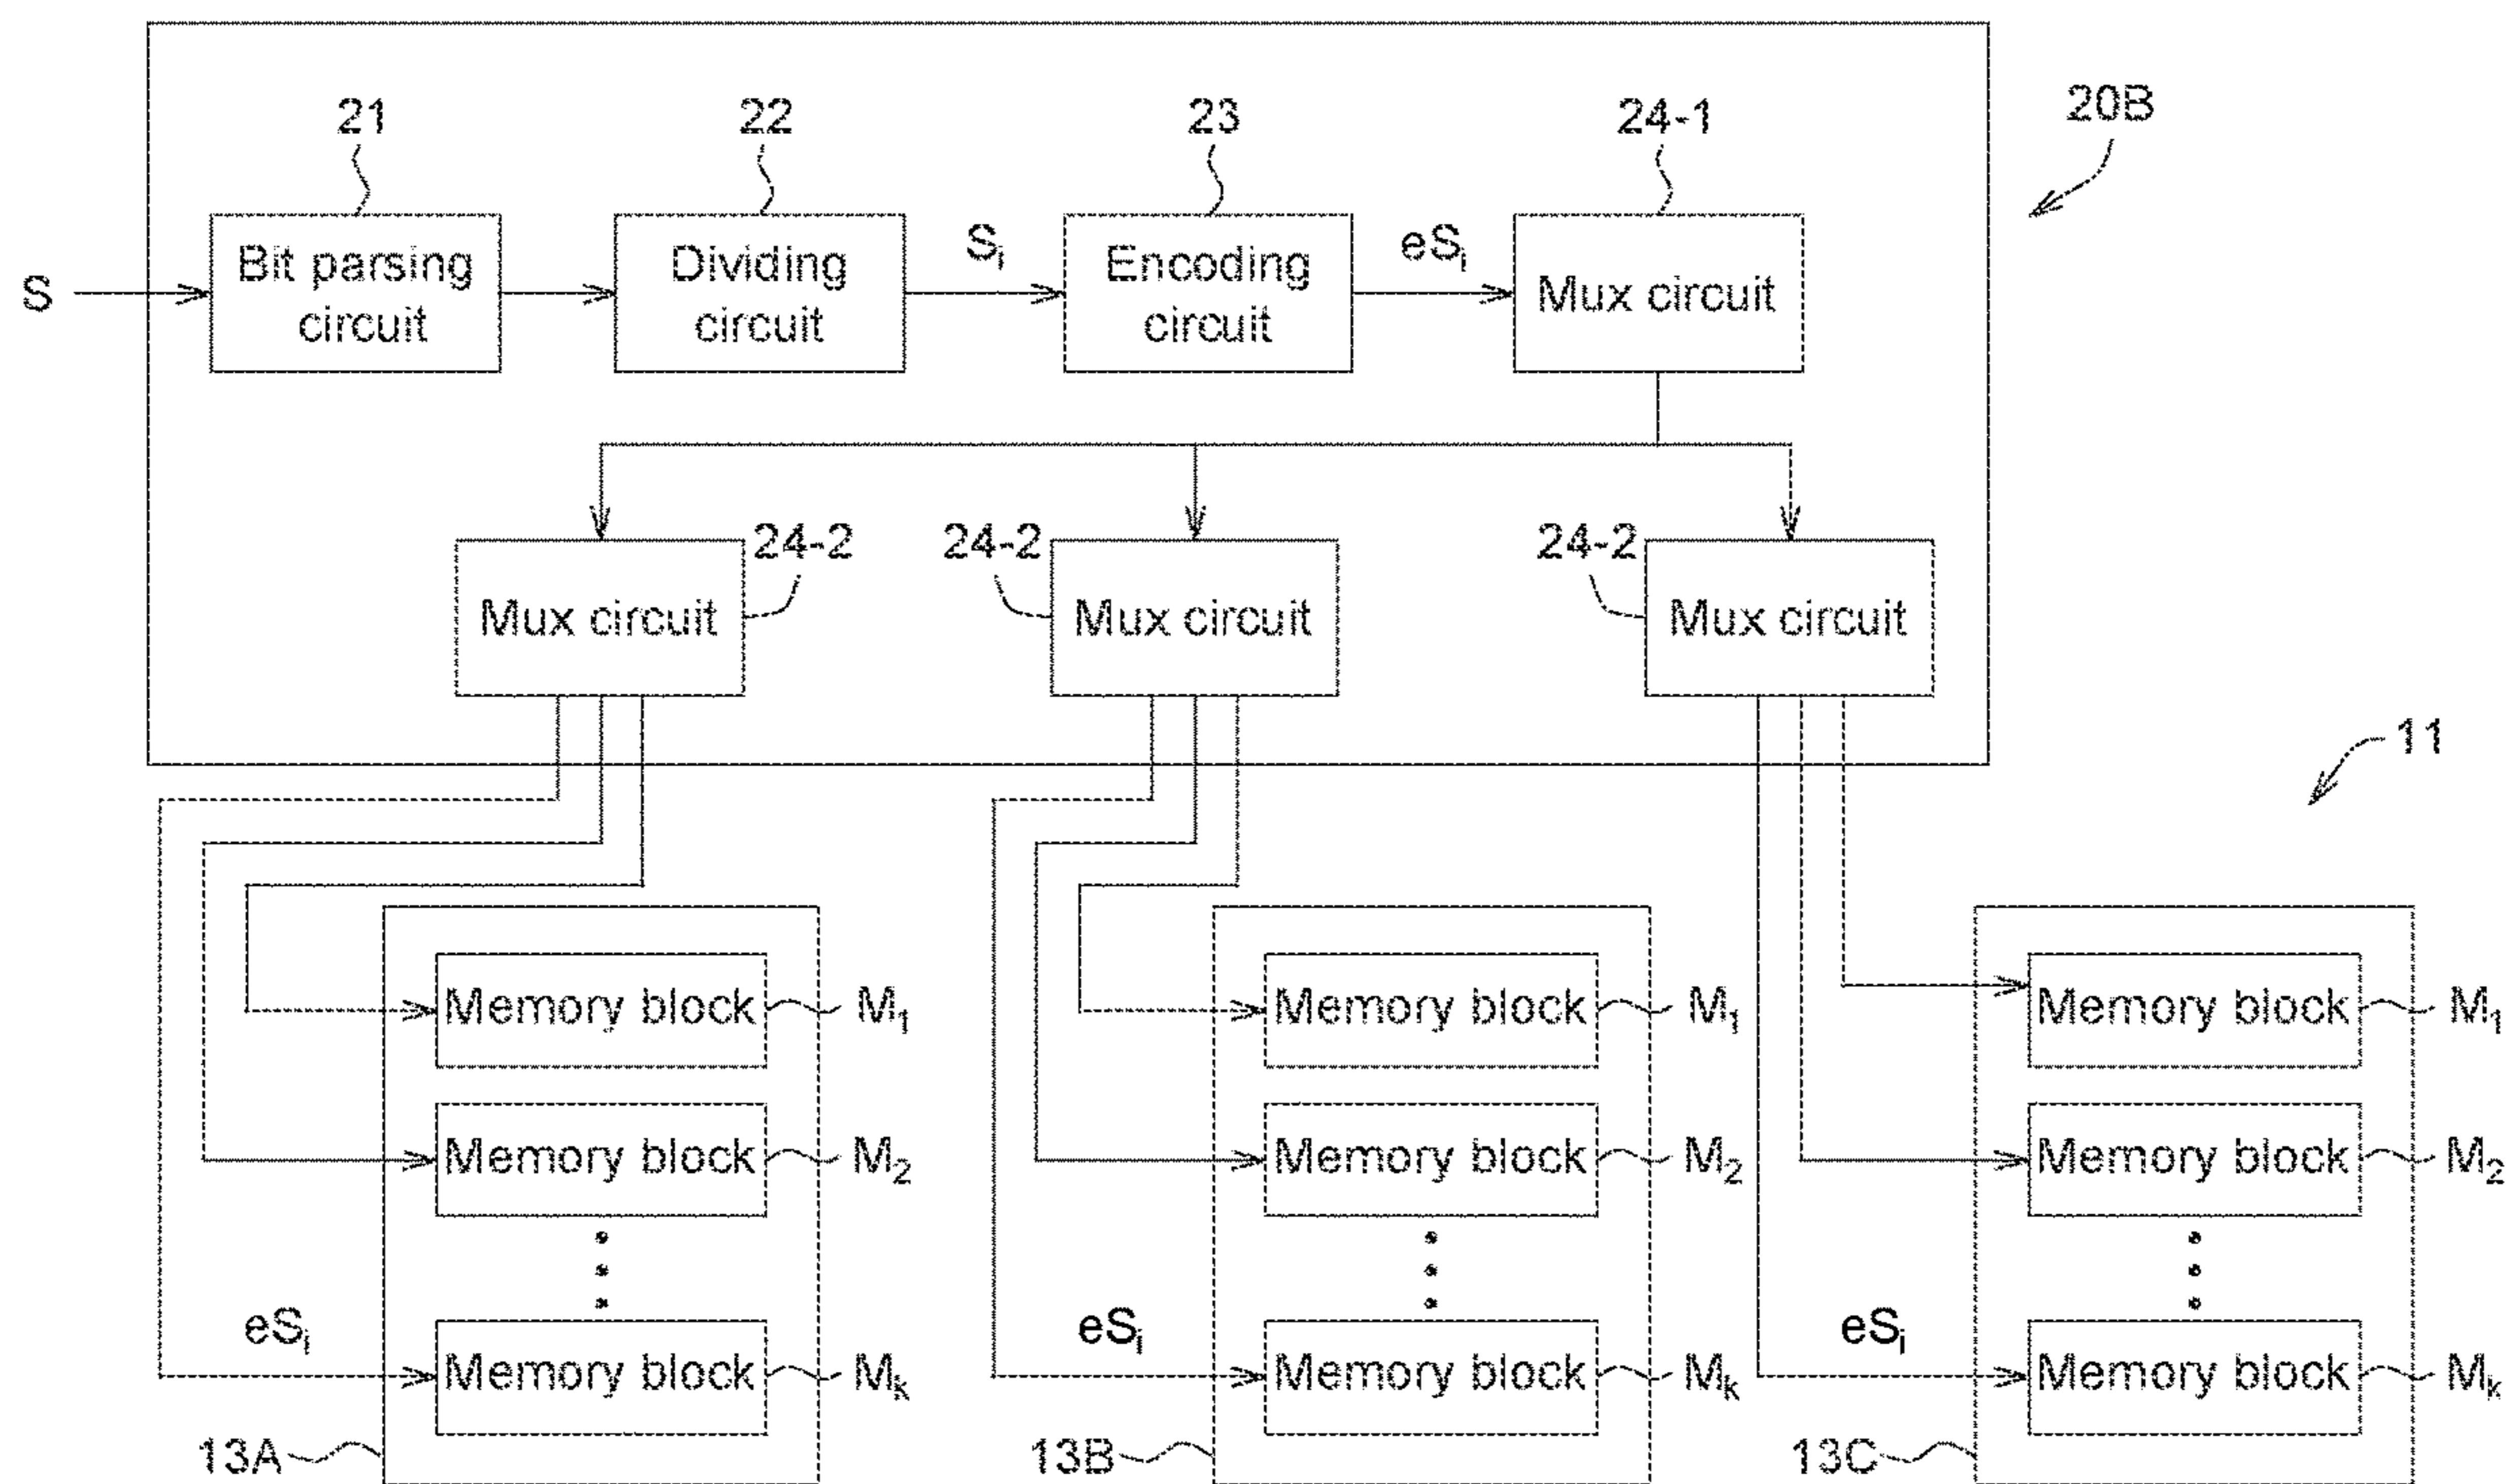 21
22
23
24-1
20B
S
Bit parsing
circuit
Dividing
circuit
Sᵢ
Encoding
circuit
eSᵢ
Mux circuit
24-2
24-2
24-2
Mux circuit
Mux circuit
Mux circuit
11
Memory block
M₁
Memory block
M₁
Memory block
M₁
Memory block
M₂
Memory block
M₂
Memory block
M₂
eSᵢ
Memory block
Mₖ
eSᵢ
Memory block
Mₖ
eSᵢ
Memory block
Mₖ
13A
13B
13C